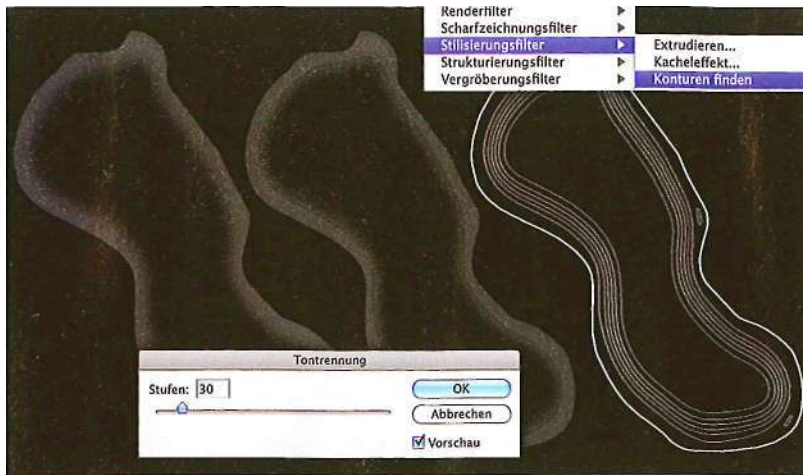 Renderfilter
Scharfzeichnungsfilter
Stilisierungsfilter
Strukturierungsfilter
Vergröberungsfilter
Extrudieren...
Kacheleffekt...
Konturen finden
Tontrennung
Stufen: 30
OK
Abbrechen
Vorschau